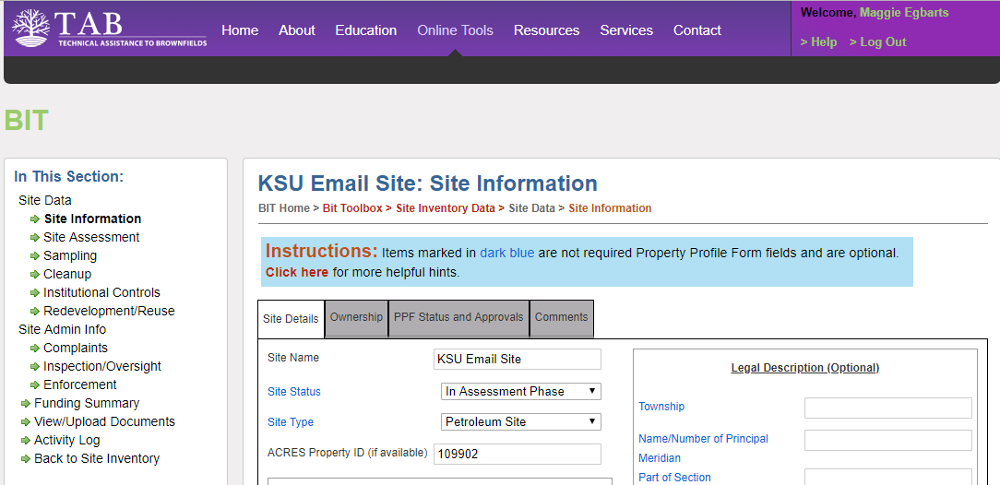 TAB
TECHNICAL ASSISTANCE TO BROWNFIELDS
Home About Education Online Tools Resources Services Contact
Welcome, Maggie Egbarts
> Help > Log Out
BIT
In This Section:
Site Data
Site Information
Site Assessment
Sampling
Cleanup
Institutional Controls
Redevelopment/Reuse
Site Admin Info
Complaints
Inspection/Oversight
Enforcement
Funding Summary
View/Upload Documents
Activity Log
Back to Site Inventory
KSU Email Site: Site Information
BIT Home > Bit Toolbox > Site Inventory Data > Site Data > Site Information
Instructions: Items marked in dark blue are not required Property Profile Form fields and are optional.
Click here for more helpful hints.
Site Details Ownership PPF Status and Approvals Comments
Site Name KSU Email Site
Site Status In Assessment Phase
Site Type Petroleum Site
ACRES Property ID (if available) 109902
Legal Description (Optional)
Township
Name/Number of Principal
Meridian
Part of Section